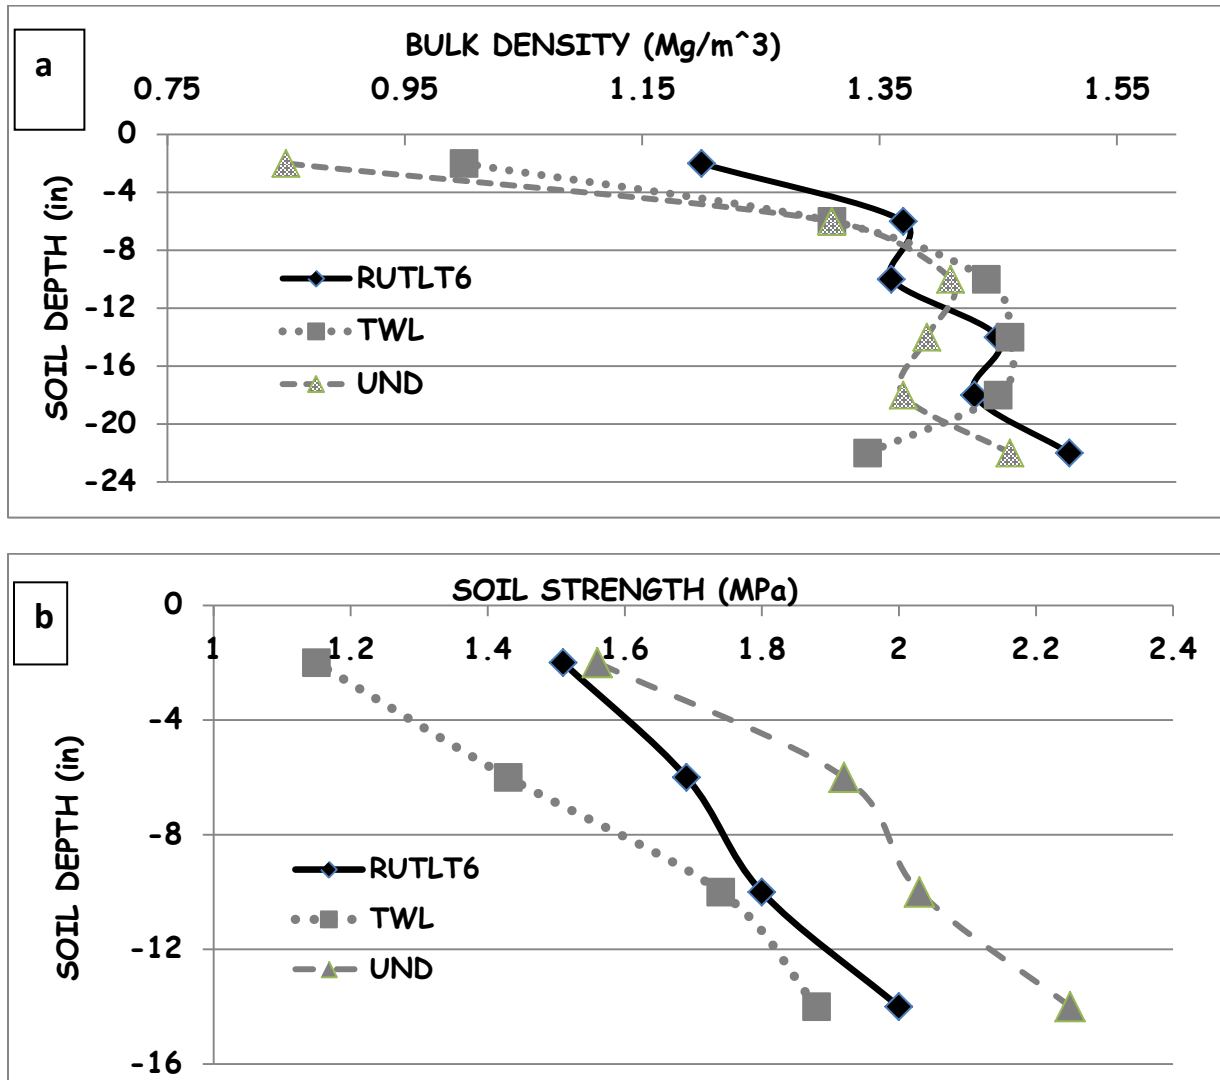 a
BULK DENSITY (Mg/m^3)
0.75 0.95 1.15 1.35 1.55
0
-4
-8
-12
-16
-20
-24
SOIL DEPTH (in)
RUTLT6
TWL
UND
b
SOIL STRENGTH (MPa)
1 1.2 1.4 1.6 1.8 2 2.2 2.4
0
-4
-8
-12
-16
SOIL DEPTH (in)
RUTLT6
TWL
UND